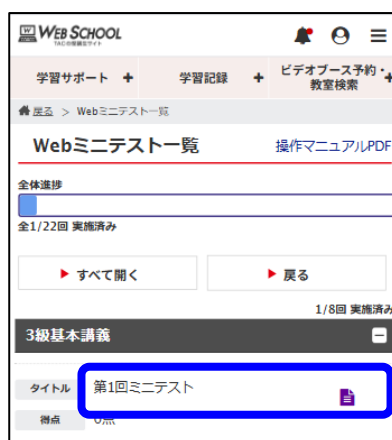 WEB SCHOOL
TACの受講生サイト
学習サポート +
学習記録 +
ビデオブース予約・教室検索 +
戻る > Webミニテスト一覧
Webミニテスト一覧
操作マニュアルPDF
全体進捗
全1/22回 実施済み
すべて開く
戻る
1/8回 実施済み
3級基本講義
タイトル 第1回ミニテスト
得点 0点